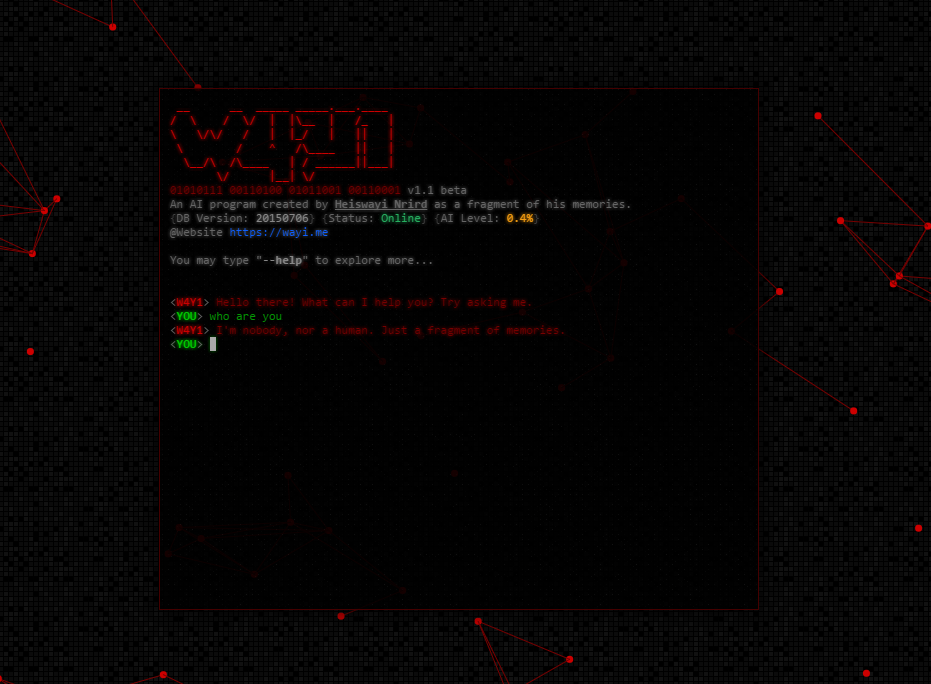 W4Y1
01010111 00110100 01011001 00110001 v1.1 beta
An AI program created by Heiswayi Nrird as a fragment of his memories.
{DB Version: 20150706} {Status: Online} {AI Level: 0.4%}
@Website https://wayi.me
You may type "--help" to explore more...
<W4Y1> Hello there! What can I help you? Try asking me.
<YOU> who are you
<W4Y1> I'm nobody, nor a human. Just a fragment of memories.
<YOU>